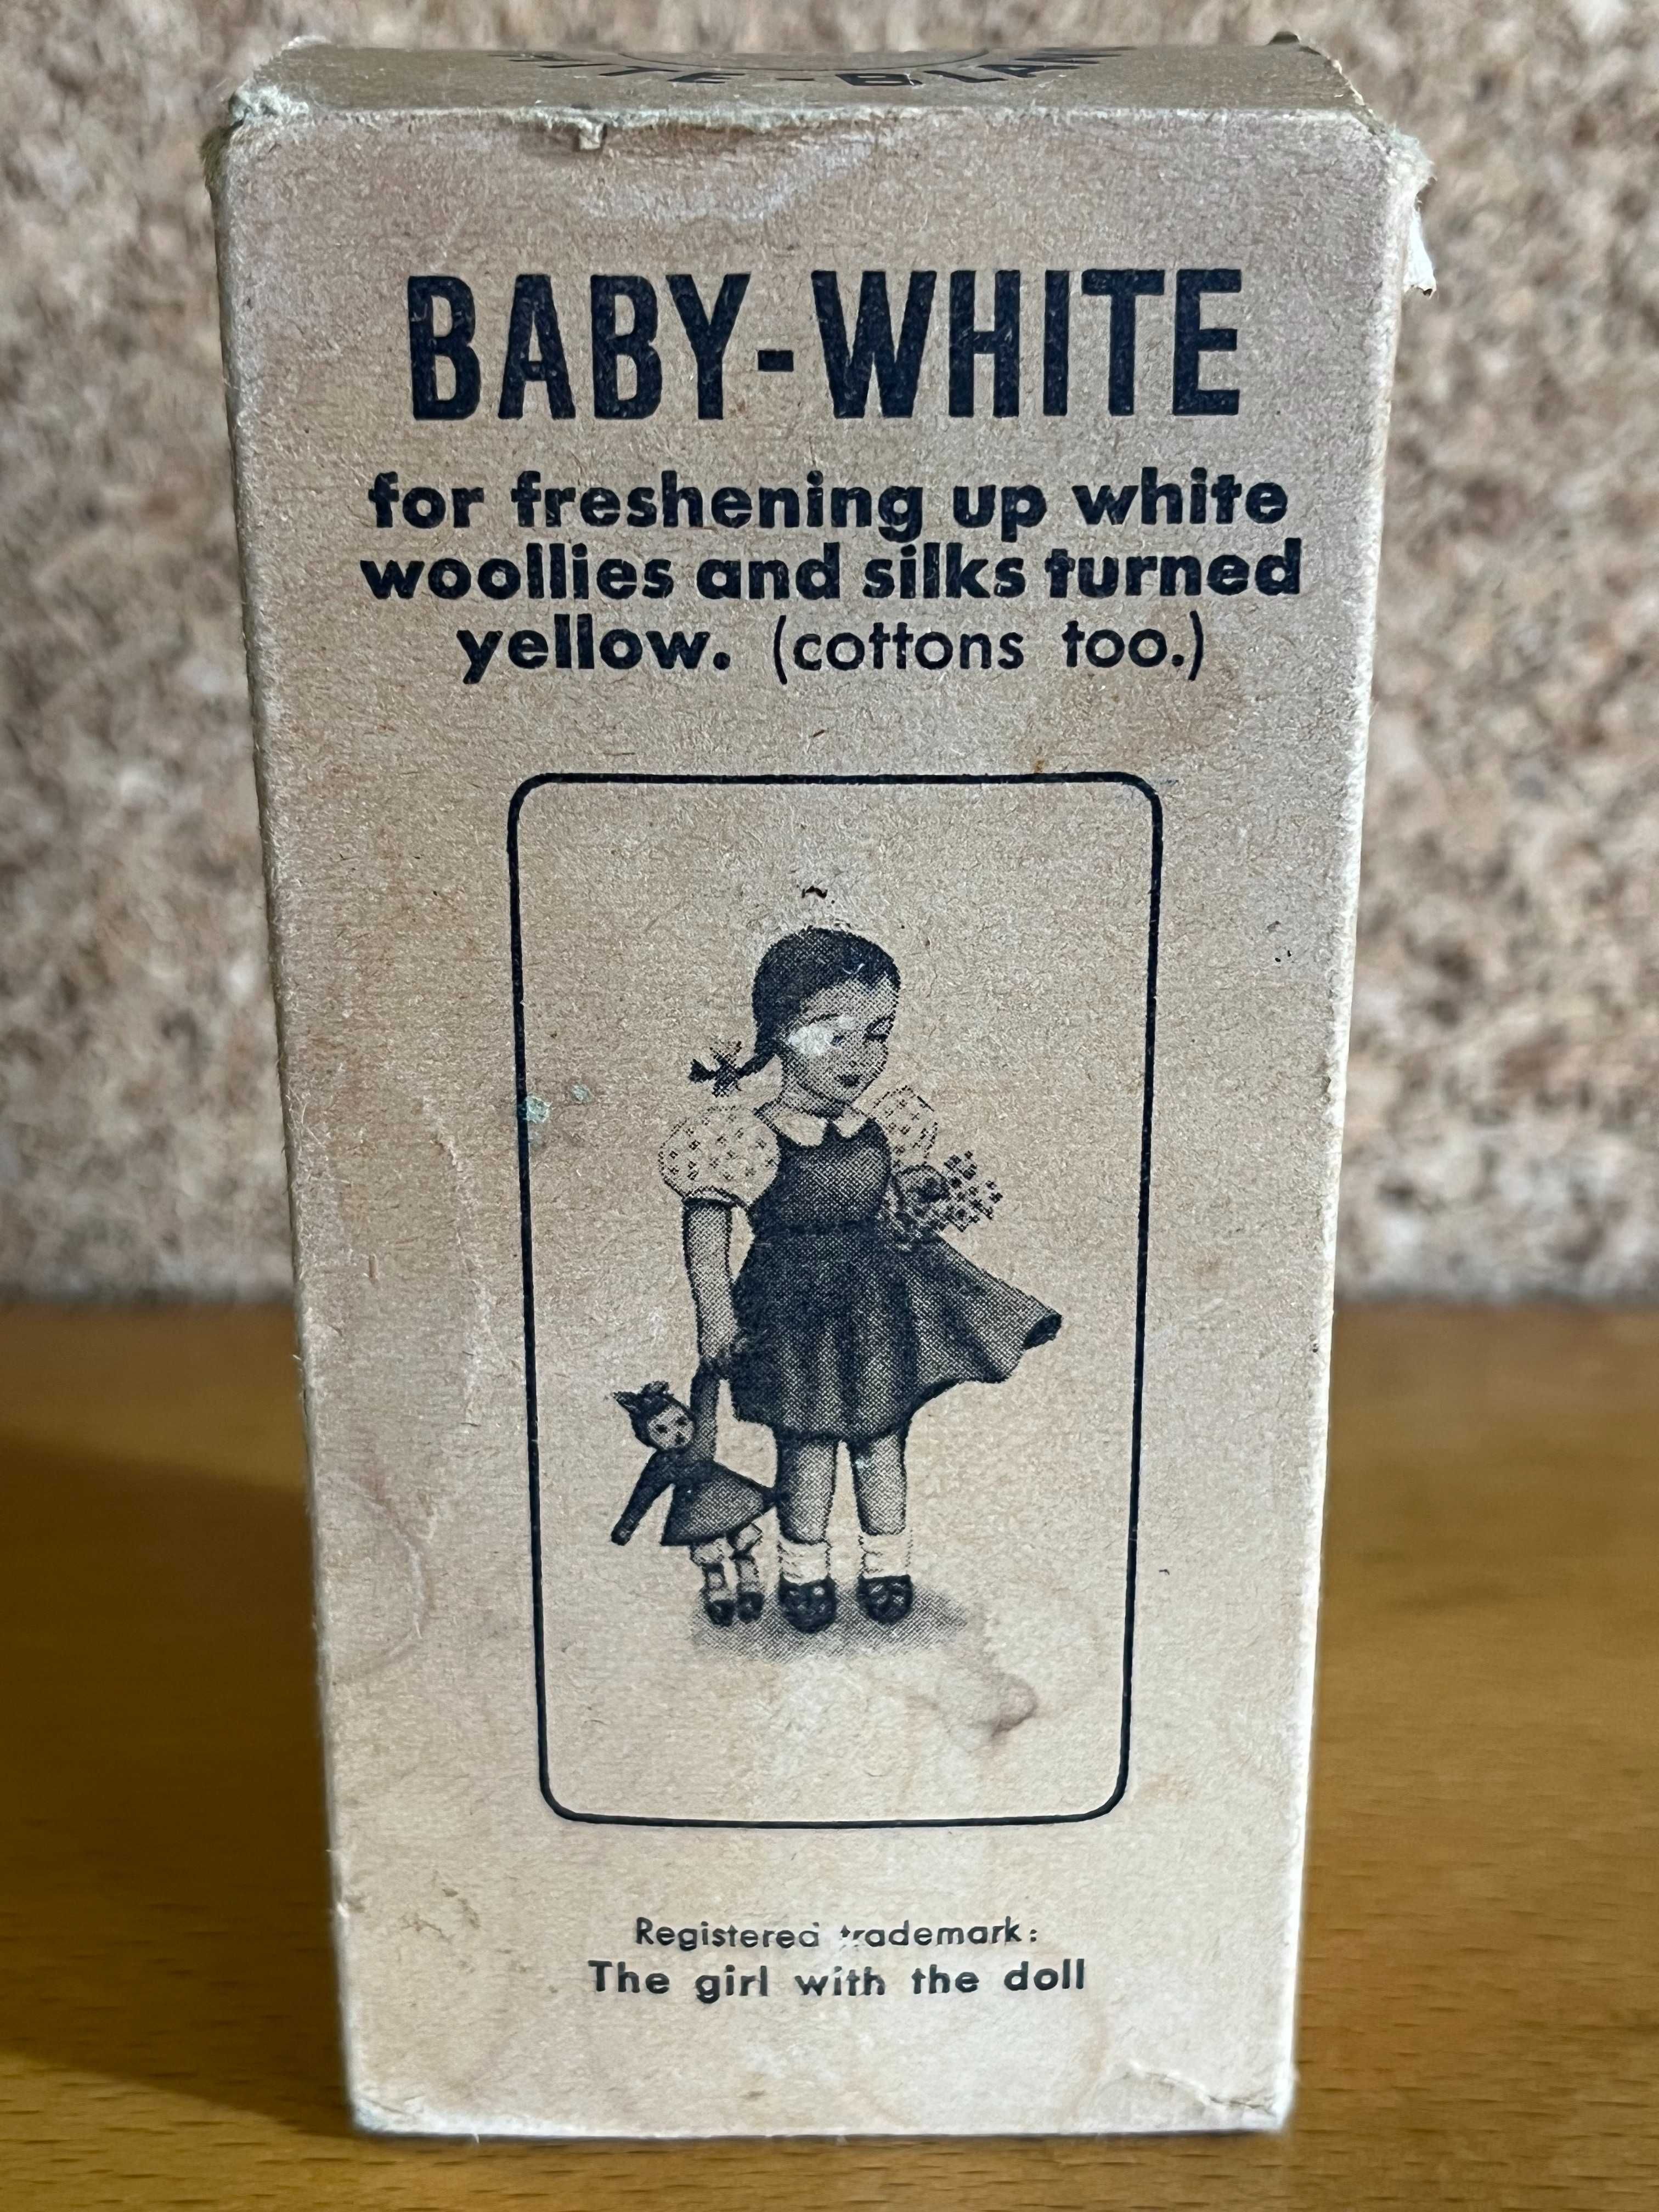 BABY-WHITE
for freshening up white
woollies and silks turned
yellow. (cottons too.)
Registered trademark:
The girl with the doll